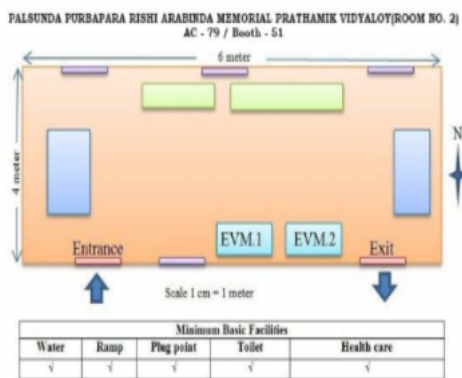 PALSUNDA PURBAPARA RISHI ARABINDA MEMORIAL PRATHAMIK VIDYALOY(ROOM NO. 2)
AC - 79 / Booth - 51
6 meter
4 meter
N
EVM.1 EVM.2
Entrance Exit
Scale 1 cm = 1 meter
Minimum Basic Facilities
Water Ramp Plug point Toilet Health care
√ √ √ √ √